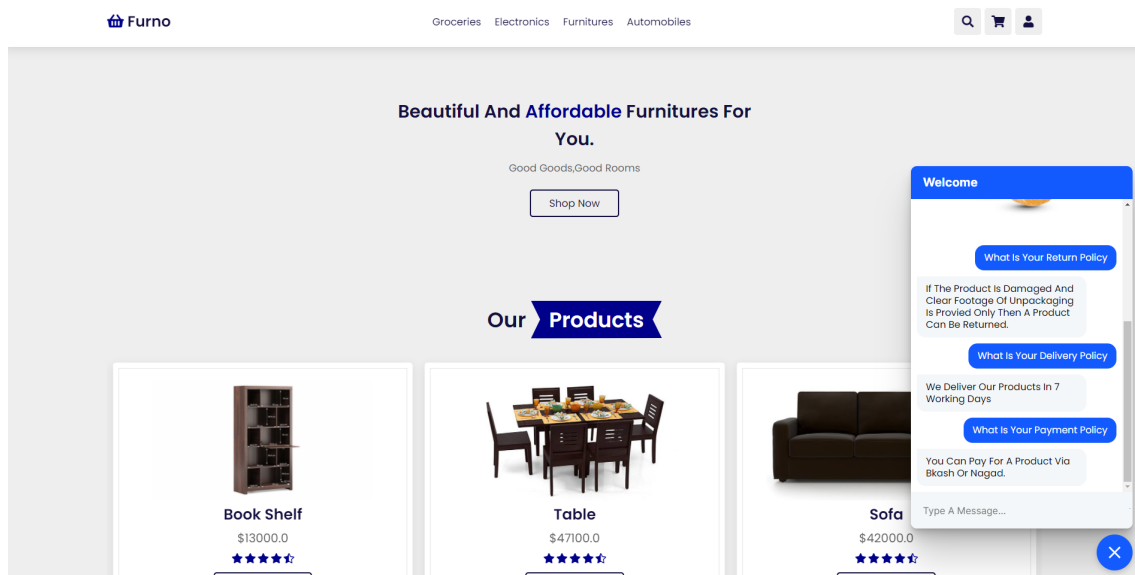 Furno
Groceries Electronics Furnitures Automobiles
Beautiful And Affordable Furnitures For
You.
Good Goods,Good Rooms
Shop Now
Our Products
Book Shelf
$13000.0
Table
$47100.0
Sofa
$42000.0
Welcome
What Is Your Return Policy
If The Product Is Damaged And
Clear Footage Of Unpackaging
Is Provied Only Then A Product
Can Be Returned.
What Is Your Delivery Policy
We Deliver Our Products In 7
Working Days
What Is Your Payment Policy
You Can Pay For A Product Via
Bkash Or Nagad.
Type A Message...